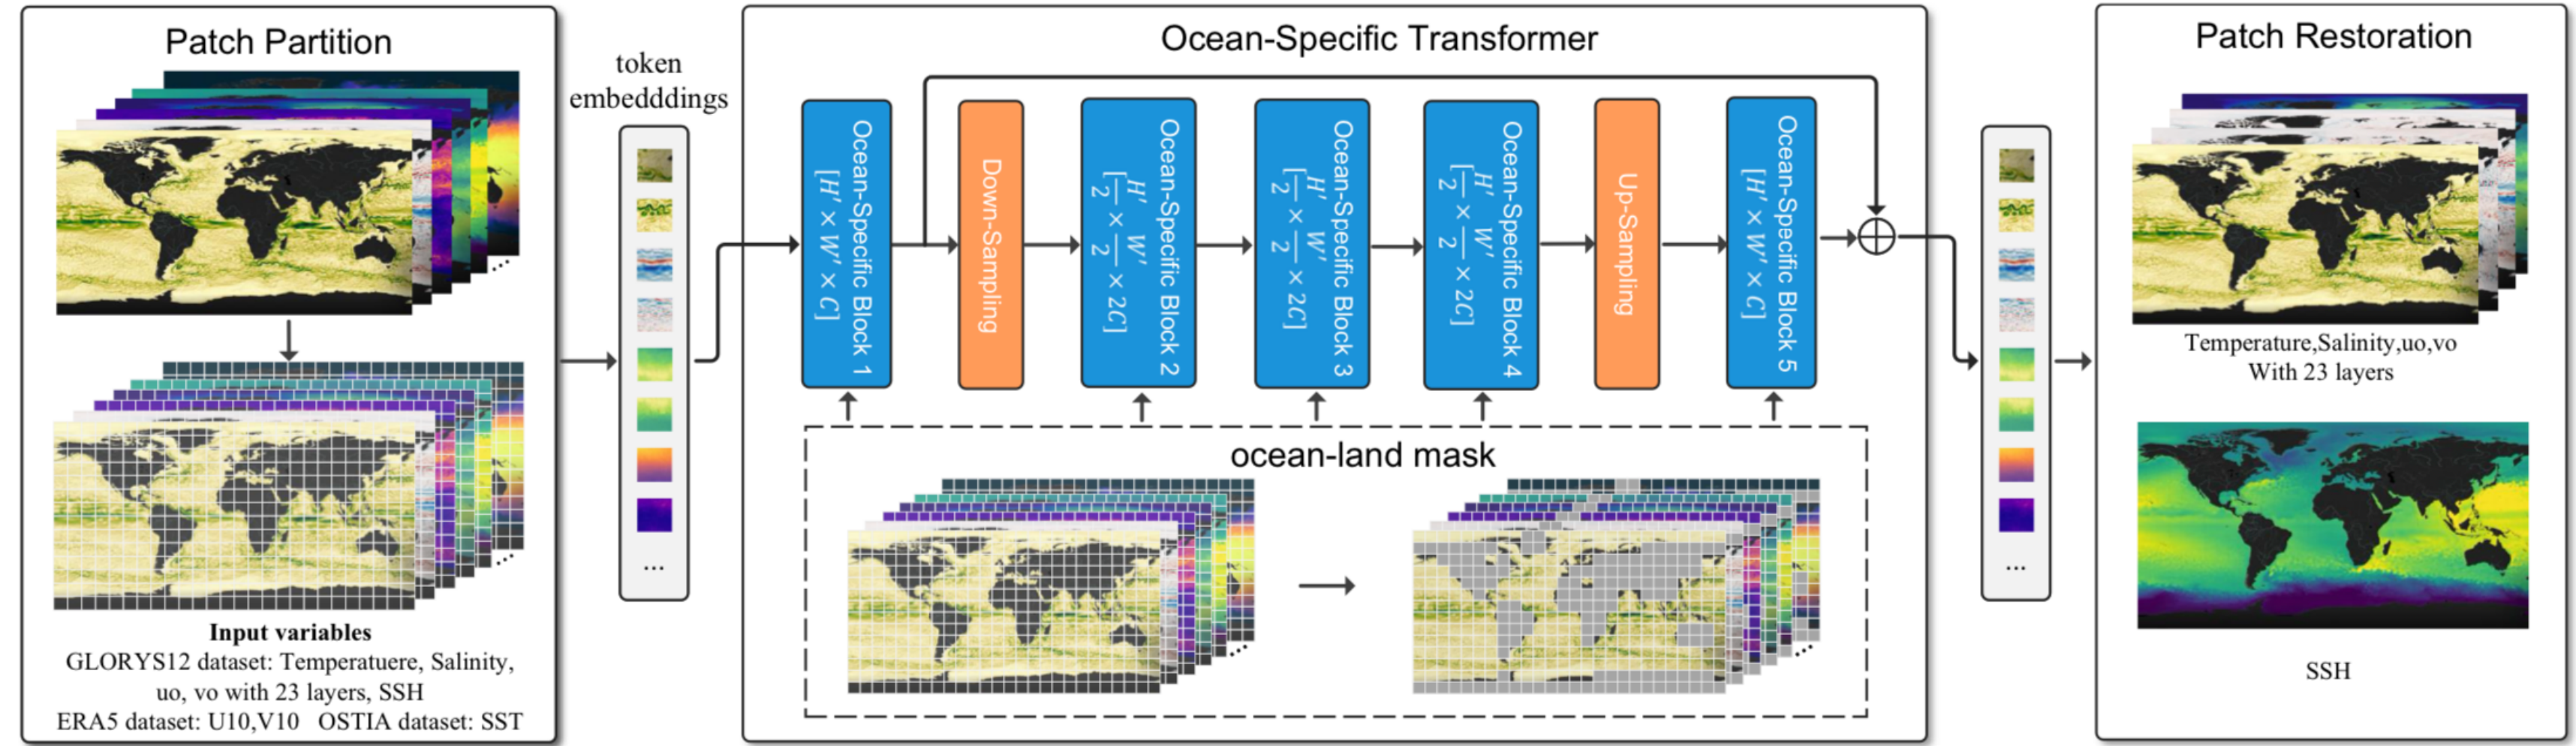 Patch Partition
Input variables
GLORYS12 dataset: Temperatuere, Salinity,
uo, vo with 23 layers, SSH
ERA5 dataset: U10,V10 OSTIA dataset: SST
token
embedddings
...
Ocean-Specific Transformer
Ocean-Specific Block 1
[H' × W' × C]
Down-Sampling
Ocean-Specific Block 2
[H'/2 × W'/2 × 2C]
Ocean-Specific Block 3
[H'/2 × W'/2 × 2C]
Ocean-Specific Block 4
[H'/2 × W'/2 × 2C]
Up-Sampling
Ocean-Specific Block 5
[H' × W' × C]
ocean-land mask
...
Patch Restoration
Temperature,Salinity,uo,vo
With 23 layers
SSH